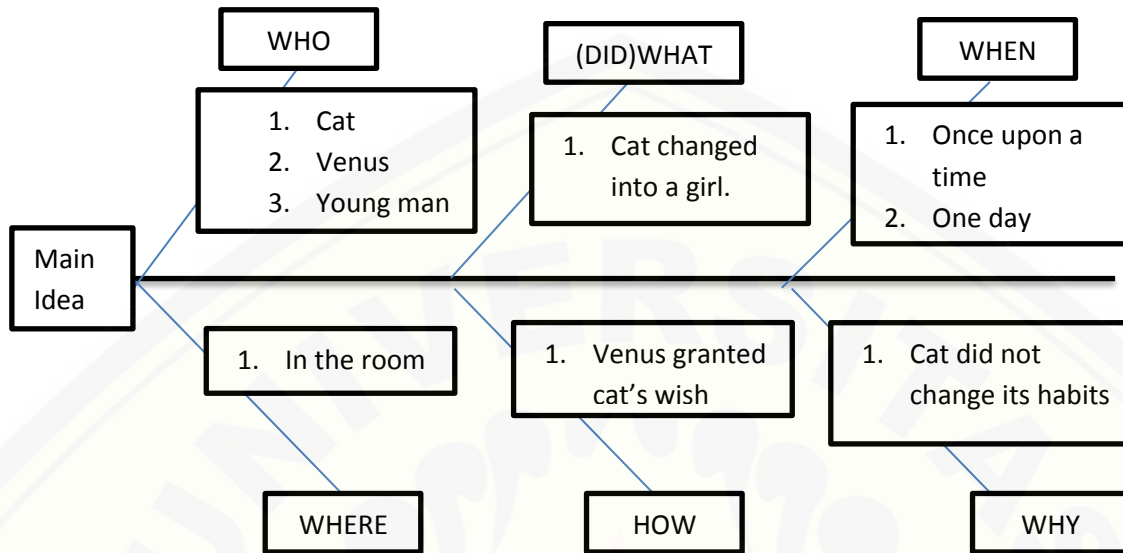 WHO
(DID)WHAT
WHEN
1. Cat
2. Venus
3. Young man
1. Cat changed
into a girl.
1. Once upon a
time
2. One day
Main
Idea
1. In the room
1. Venus granted
cat’s wish
1. Cat did not
change its habits
WHERE
HOW
WHY
UNIVERSITAS